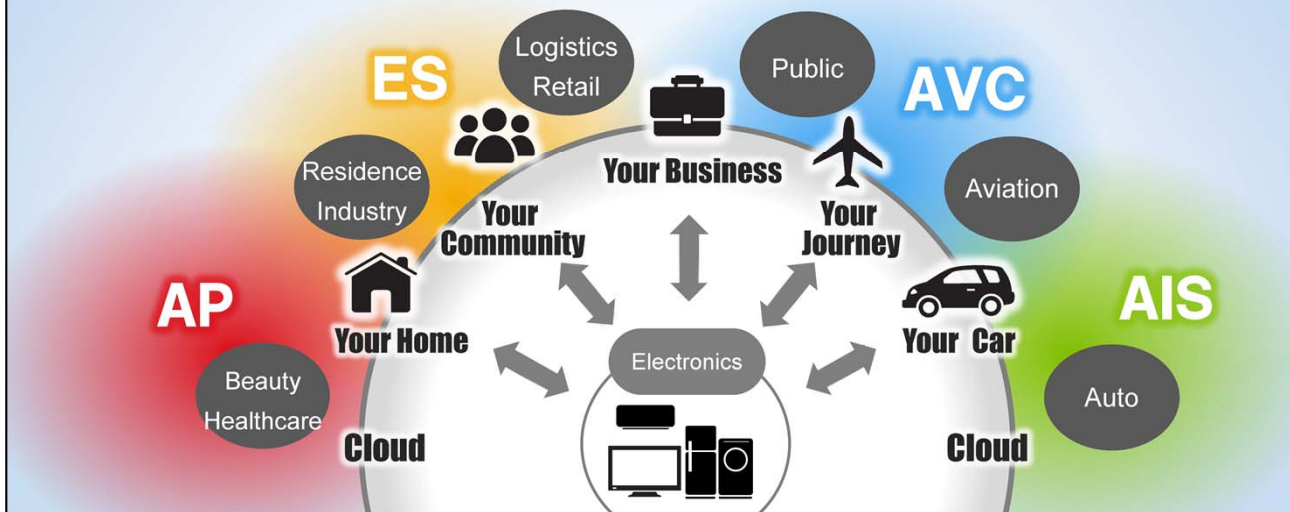 Logistics
Retail
Public
ES
AVC
Your Business
Residence
Industry
Aviation
Your
Community
Your
Journey
AP
AIS
Your Home
Electronics
Your Car
Beauty
Healthcare
Auto
Cloud
Cloud